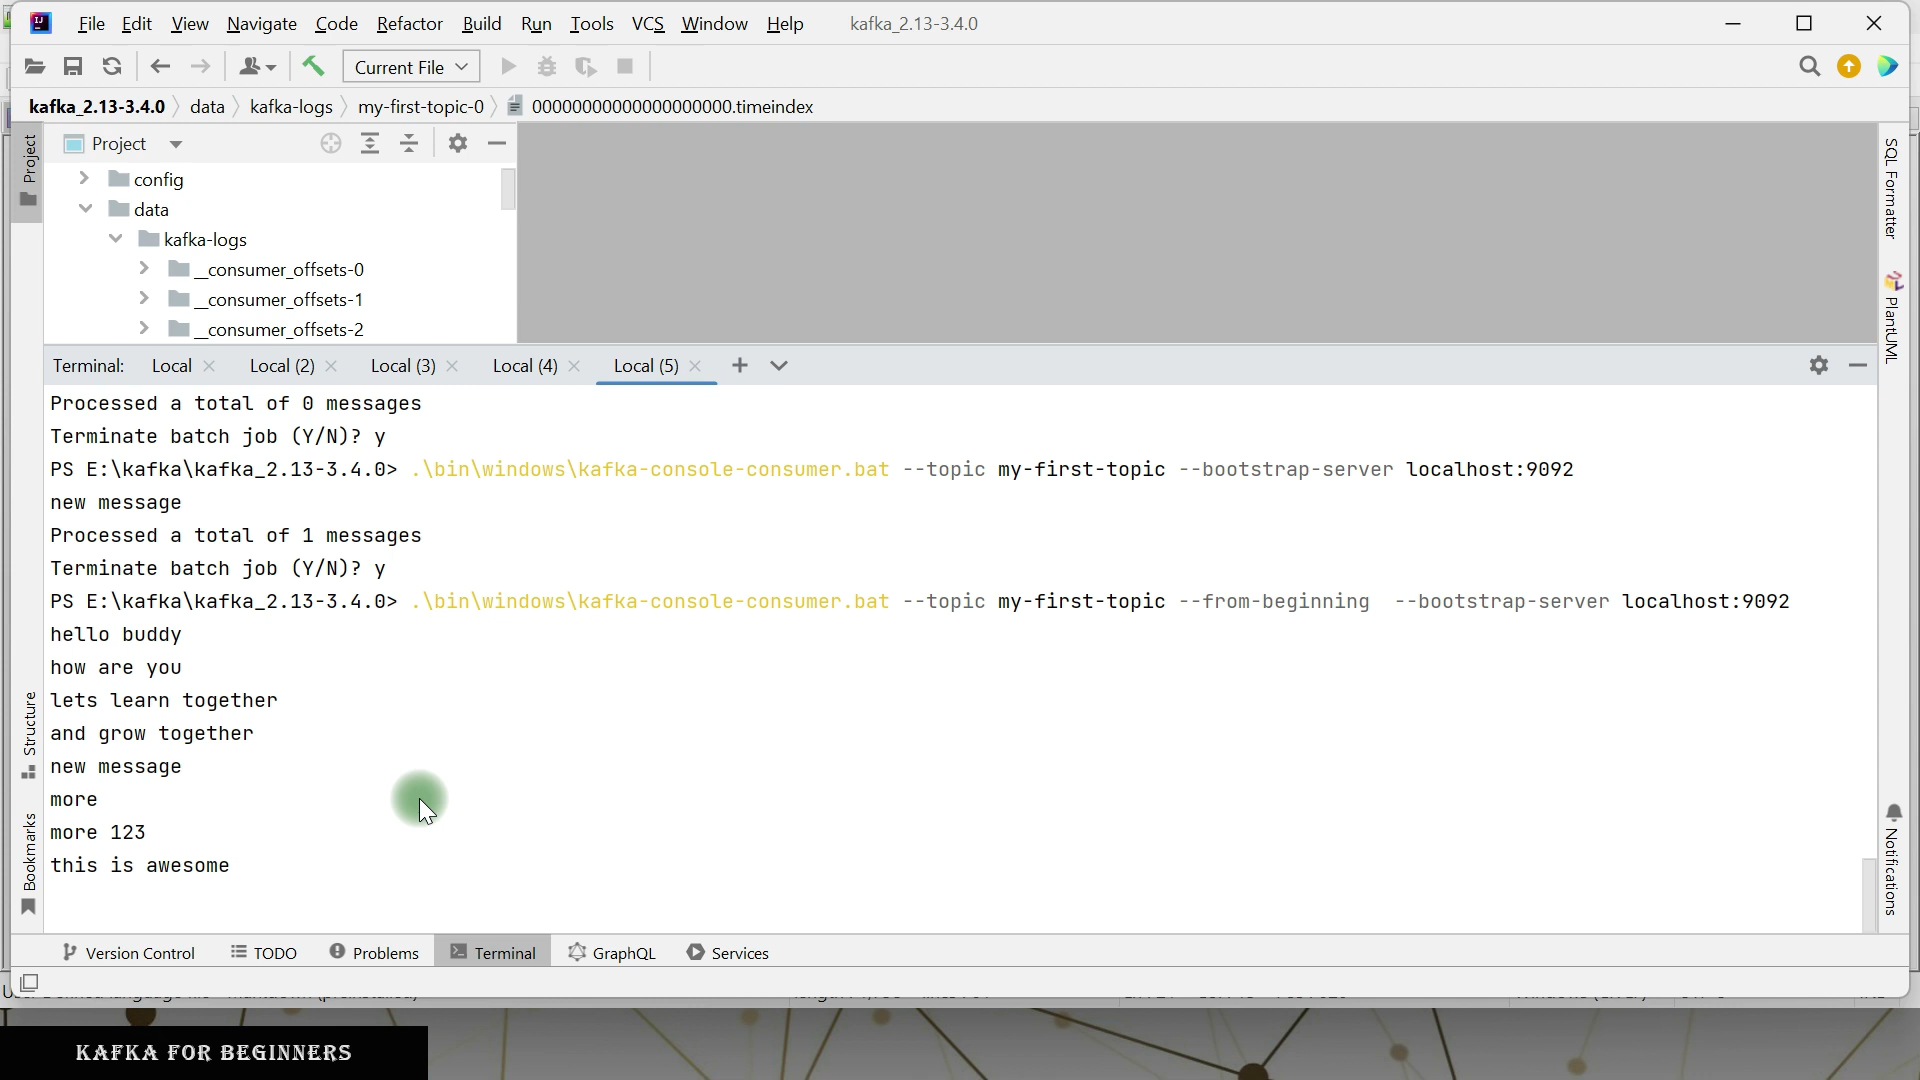 File Edit View Navigate Code Refactor Build Run Tools VCS Window Help kafka_2.13-3.4.0
Current File
kafka_2.13-3.4.0 data kafka-logs my-first-topic-0 00000000000000000000.timeindex
Project
Project
config
data
kafka-logs
__consumer_offsets-0
__consumer_offsets-1
__consumer_offsets-2
SQL Formatter
PlantUML
Terminal: Local Local (2) Local (3) Local (4) Local (5)
Processed a total of 0 messages
Terminate batch job (Y/N)? y
PS E:\kafka\kafka_2.13-3.4.0> .\bin\windows\kafka-console-consumer.bat --topic my-first-topic --bootstrap-server localhost:9092
new message
Processed a total of 1 messages
Terminate batch job (Y/N)? y
PS E:\kafka\kafka_2.13-3.4.0> .\bin\windows\kafka-console-consumer.bat --topic my-first-topic --from-beginning --bootstrap-server localhost:9092
hello buddy
how are you
lets learn together
and grow together
new message
more
more 123
this is awesome
Structure
Bookmarks
Notifications
Version Control TODO Problems Terminal GraphQL Services
KAFKA FOR BEGINNERS